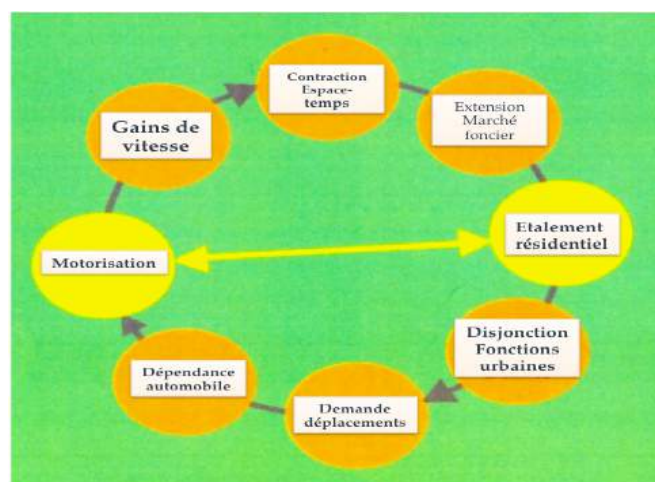 Contraction
Espace-
temps
Extension
Marché
foncier
Gains de
vitesse
Etalement
résidentiel
Motorisation
Disjonction
Fonctions
urbaines
Dépendance
automobile
Demande
déplacements